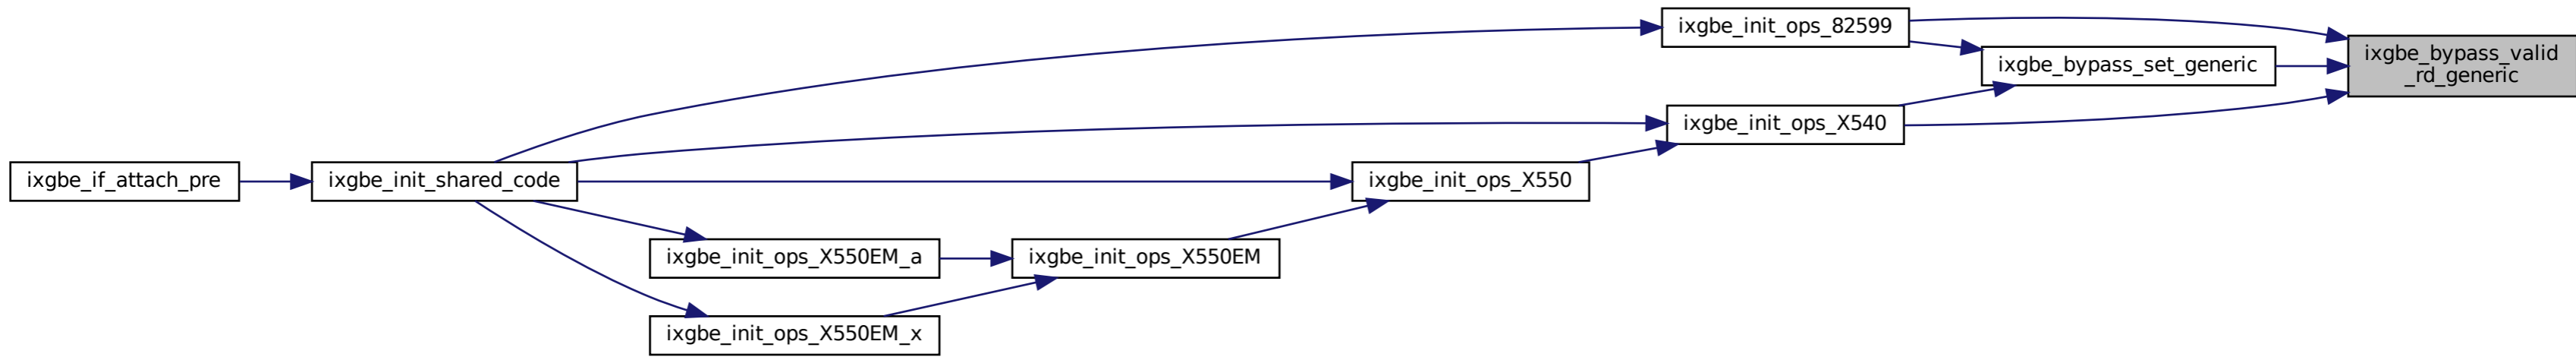 ixgbe_init_ops_82599
ixgbe_bypass_valid
_rd_generic
ixgbe_bypass_set_generic
ixgbe_init_ops_X540
ixgbe_if_attach_pre
ixgbe_init_shared_code
ixgbe_init_ops_X550
ixgbe_init_ops_X550EM_a
ixgbe_init_ops_X550EM
ixgbe_init_ops_X550EM_x